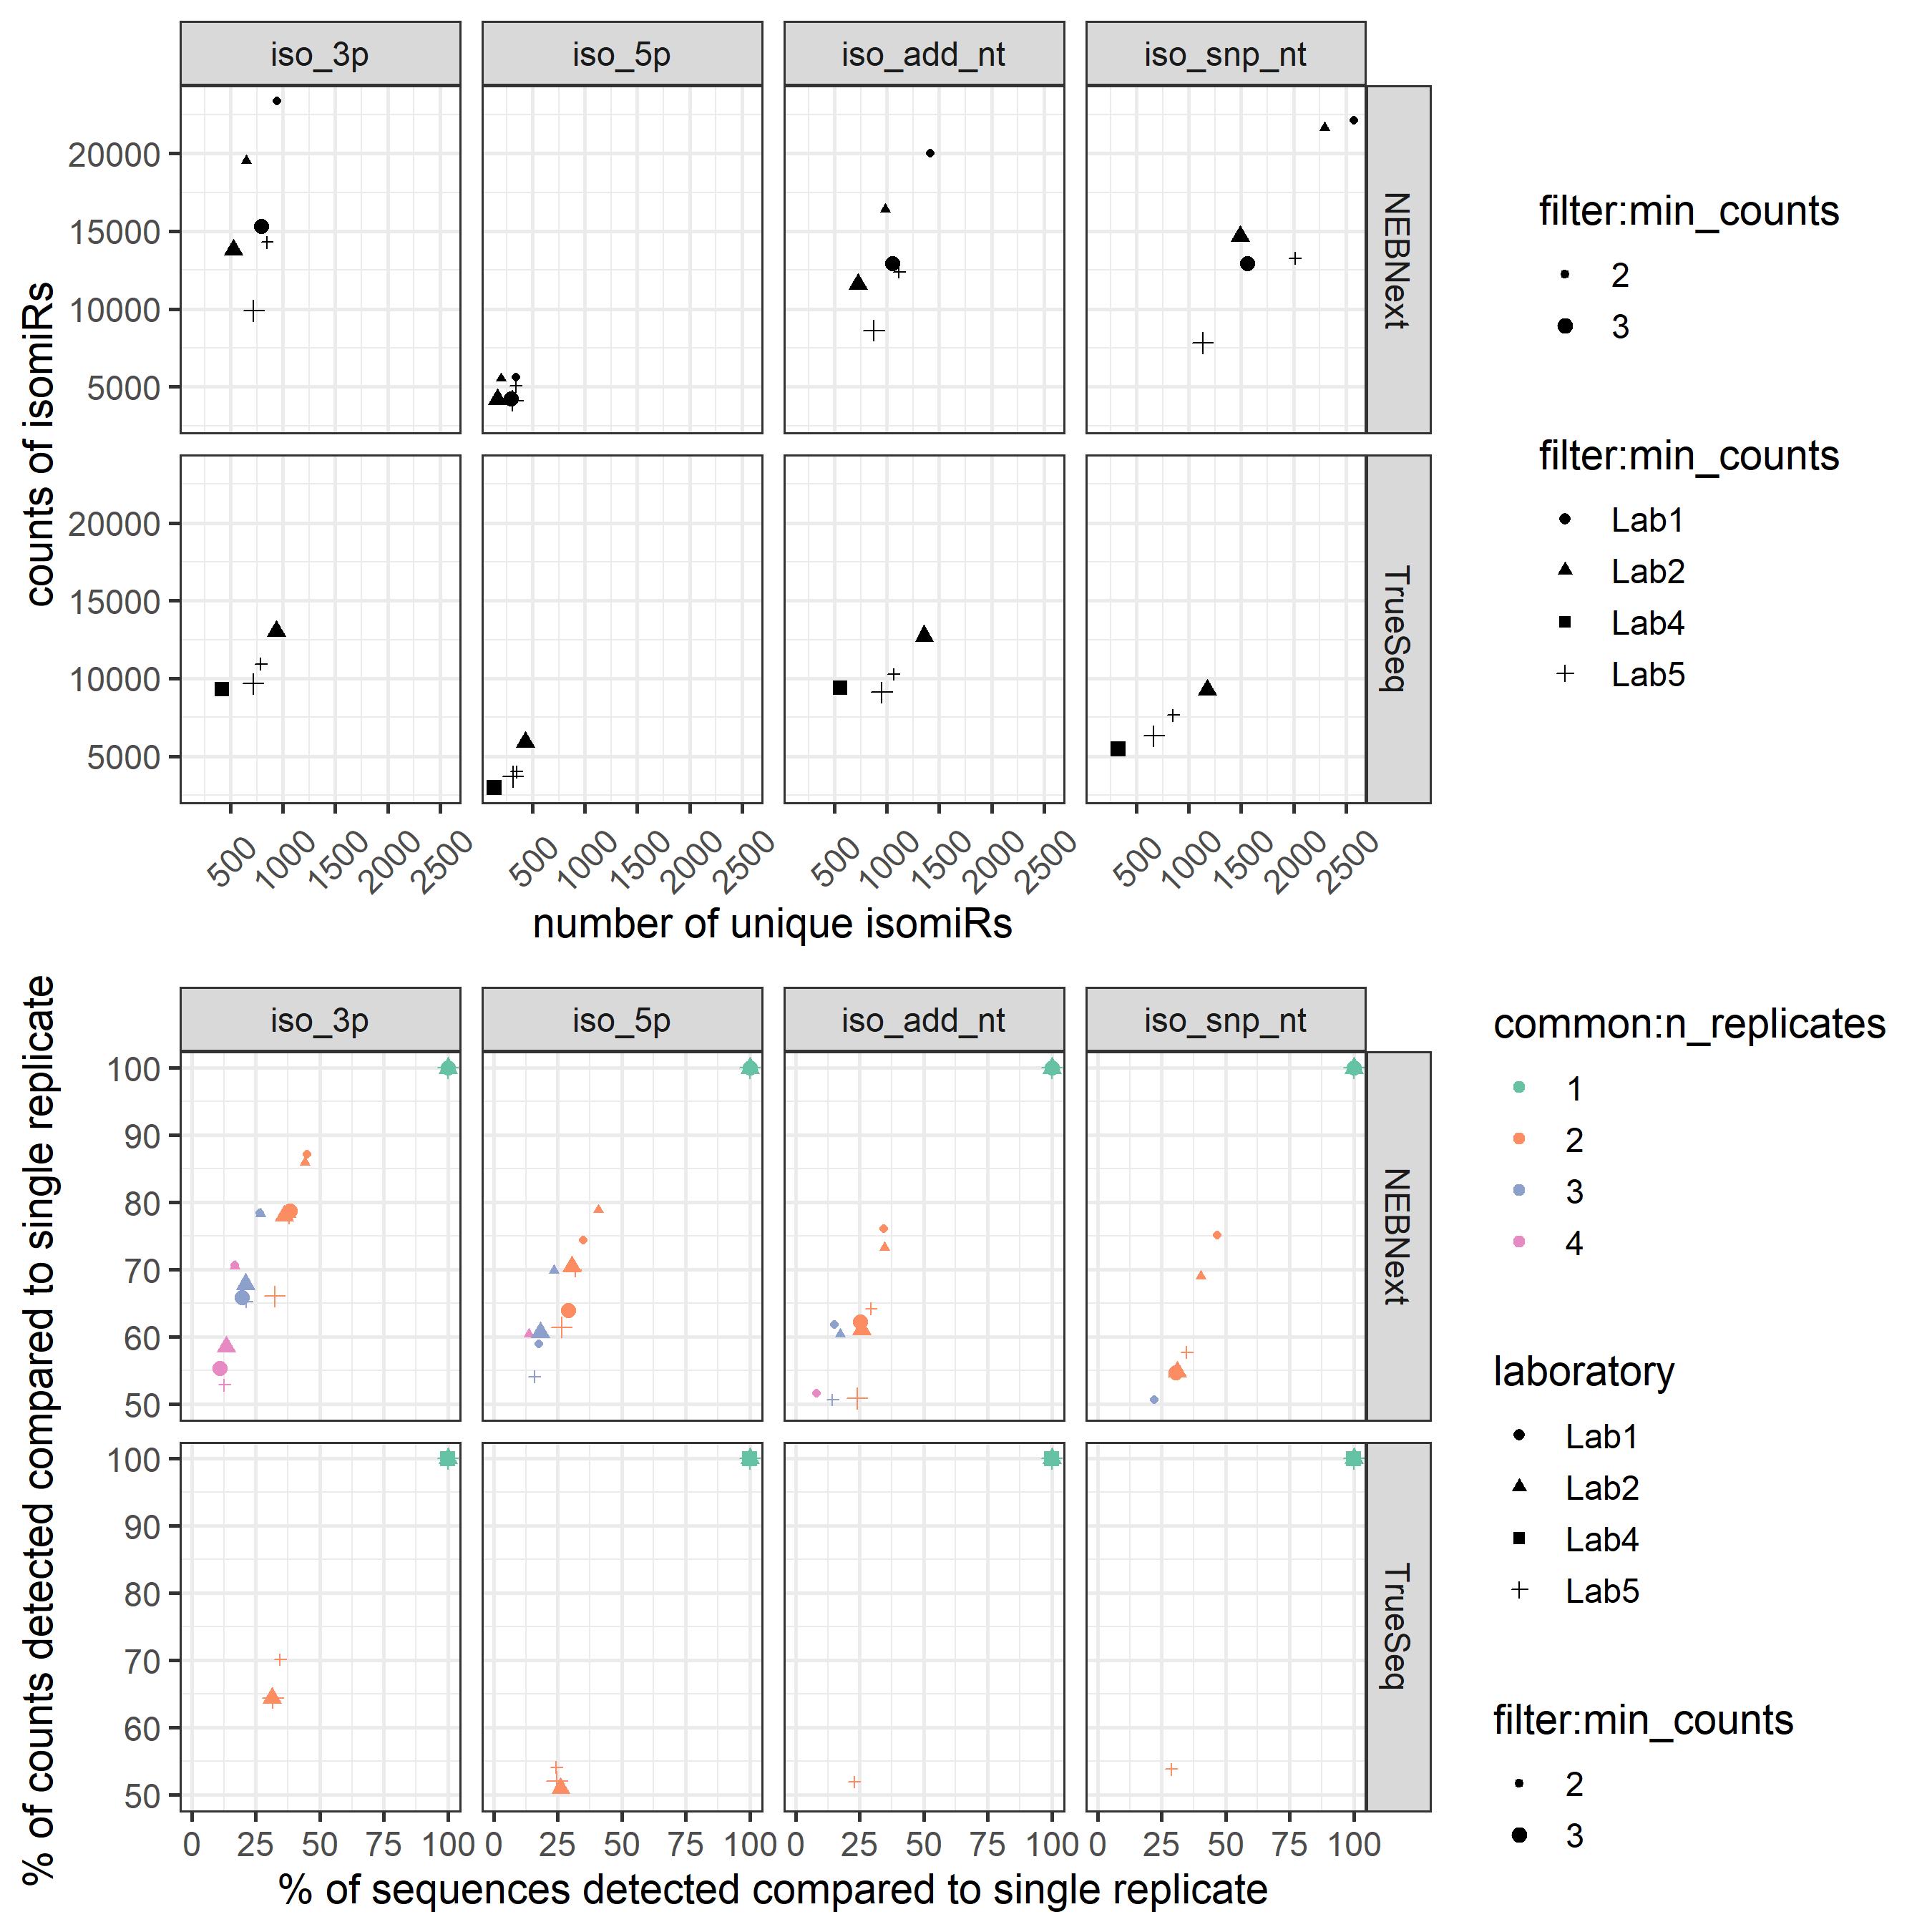 iso_3p iso_5p iso_add_nt iso_snp_nt
20000
15000
10000
5000
NEBNext
20000
15000
10000
5000
TrueSeq
counts of isomiRs
500 1000 1500 2000 2500 500 1000 1500 2000 2500 500 1000 1500 2000 2500 500 1000 1500 2000 2500
number of unique isomiRs
filter:min_counts
2
3
filter:min_counts
Lab1
Lab2
Lab4
Lab5
iso_3p iso_5p iso_add_nt iso_snp_nt
100
90
80
70
60
50
NEBNext
100
90
80
70
60
50
TrueSeq
% of counts detected compared to single replicate
0 25 50 75 100 0 25 50 75 100 0 25 50 75 100 0 25 50 75 100
% of sequences detected compared to single replicate
common:n_replicates
1
2
3
4
laboratory
Lab1
Lab2
Lab4
Lab5
filter:min_counts
2
3